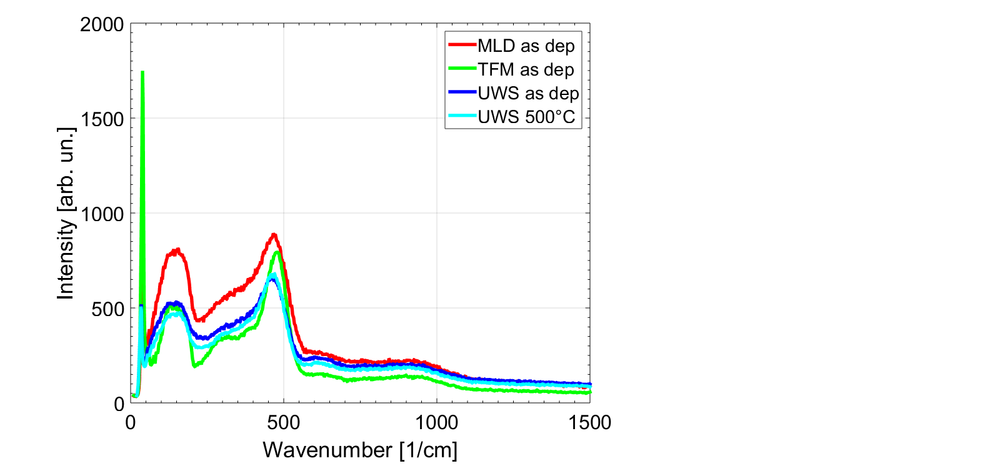 2000
1500
1000
500
0
0
500
1000
1500
Intensity [arb. un.]
Wavenumber [1/cm]
MLD as dep
TFM as dep
UWS as dep
UWS 500°C